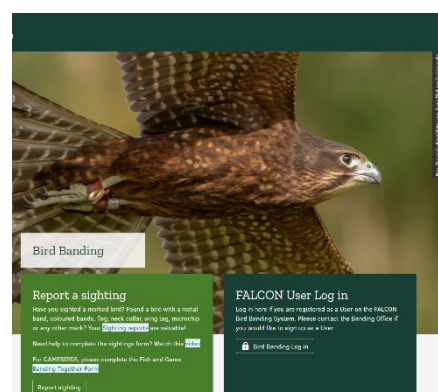 Bird Banding
Report a sighting
Have you sighted a marked bird? Found a bird with a metal
band, coloured bands, Tag, neck collar, wing tag, microchip
or any other mark? Your Sighting reports are valuable!
Need help to complete the sightings form? Watch this video
For GAMEBIRDS, please complete the Fish and Game
Banding Together Form
Report sighting
FALCON User Log in
Log in here if you are registered as a User on the FALCON
Bird Banding System. Please contact the Banding Office if
you would like to sign up as a User
Bird Banding Log in